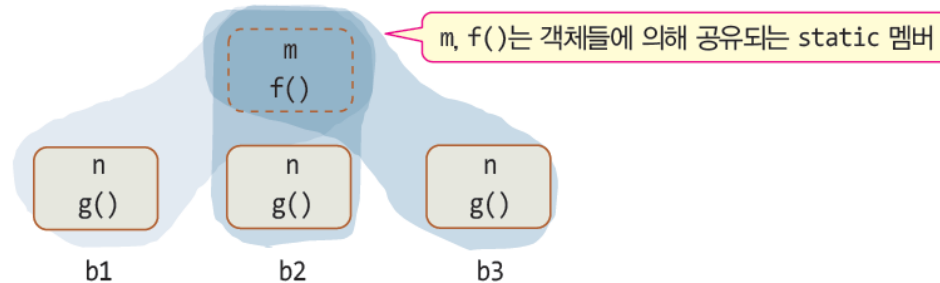 m, f()는 객체들에 의해 공유되는 static 멤버
m
f()
n
g()
n
g()
n
g()
b1
b2
b3